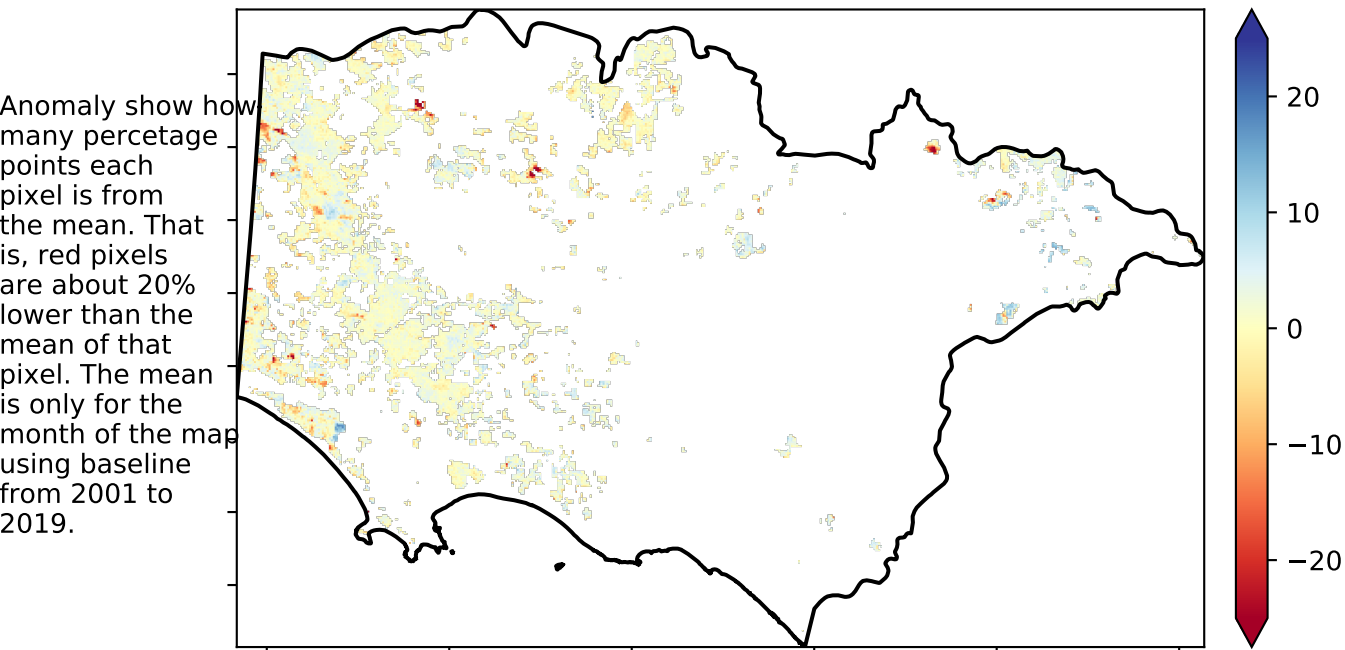 Anomaly show how
many percetage
points each
pixel is from
the mean. That
is, red pixels
are about 20%
lower than the
mean of that
pixel. The mean
is only for the
month of the map
using baseline
from 2001 to
2019.
20
10
0
−10
−20